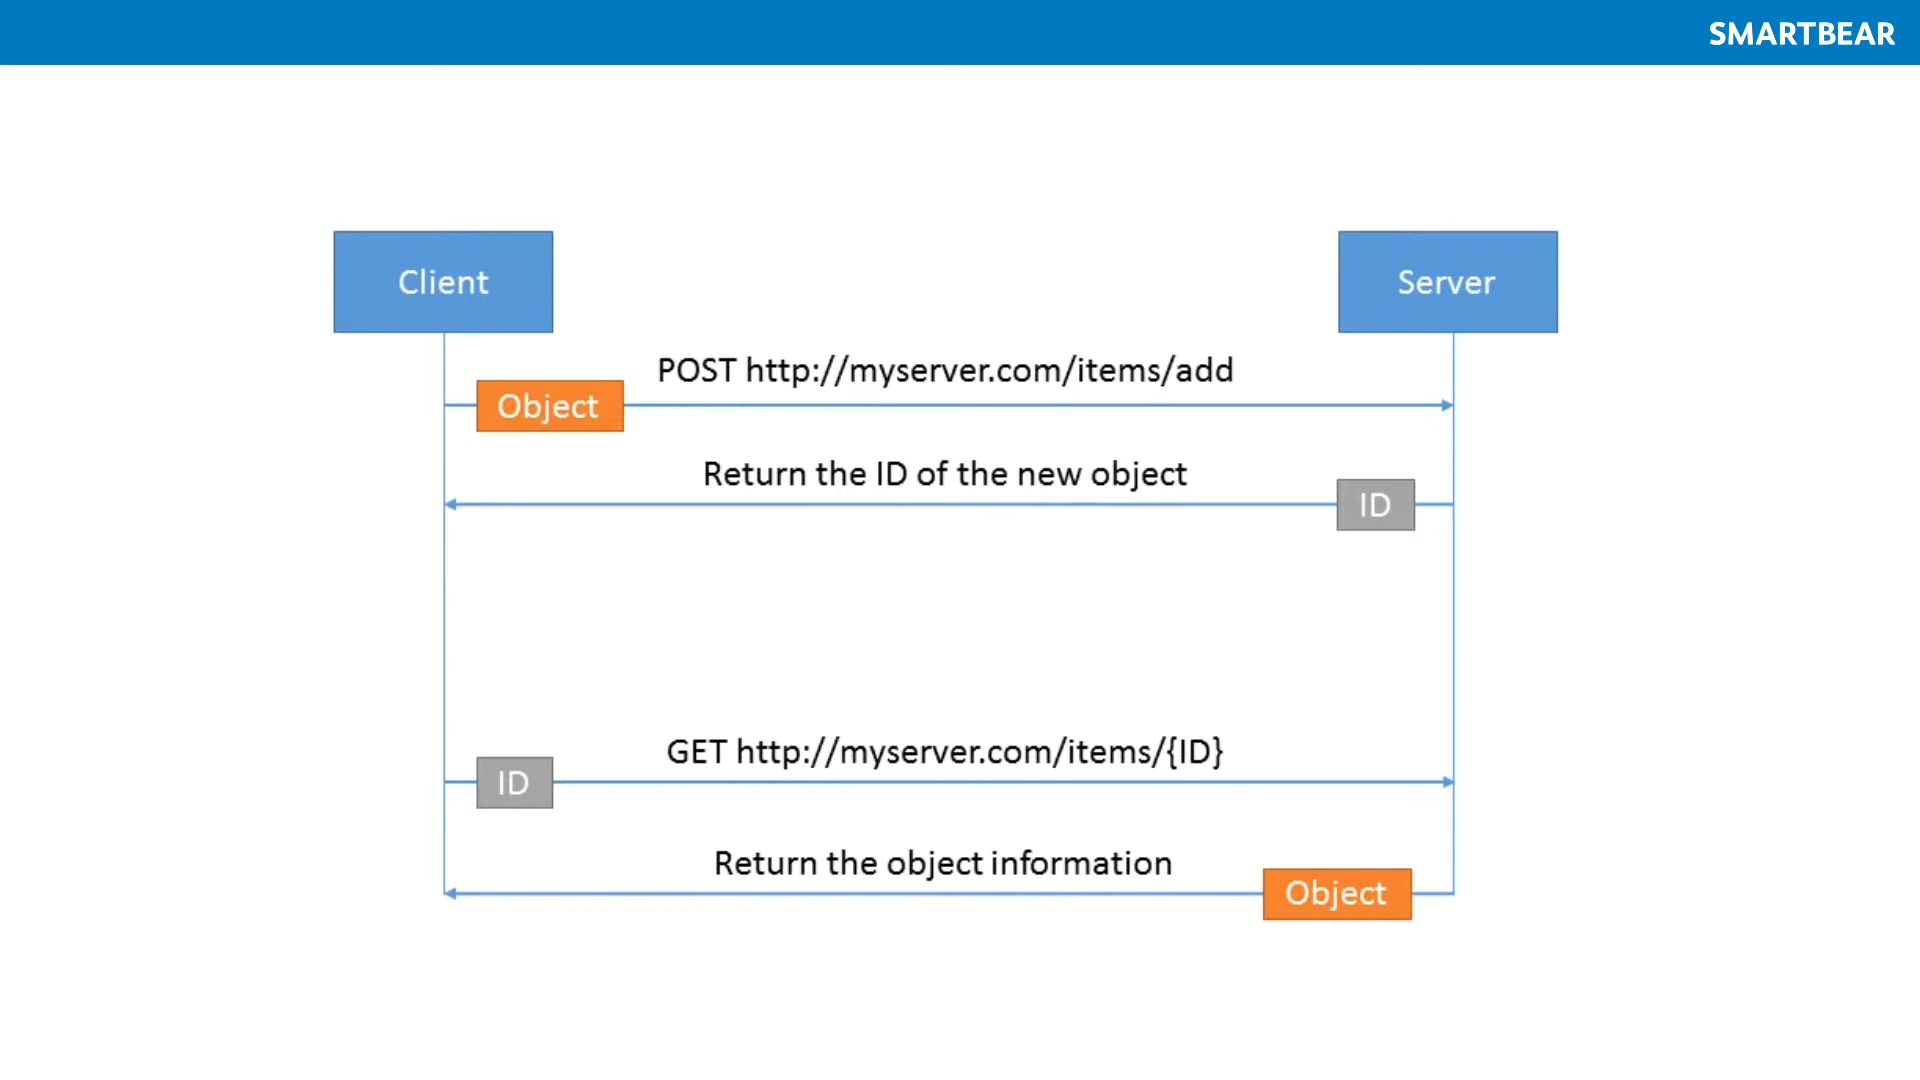 SMARTBEAR
Client
Server
POST http://myserver.com/items/add
Object
Return the ID of the new object
ID
GET http://myserver.com/items/{ID}
ID
Return the object information
Object